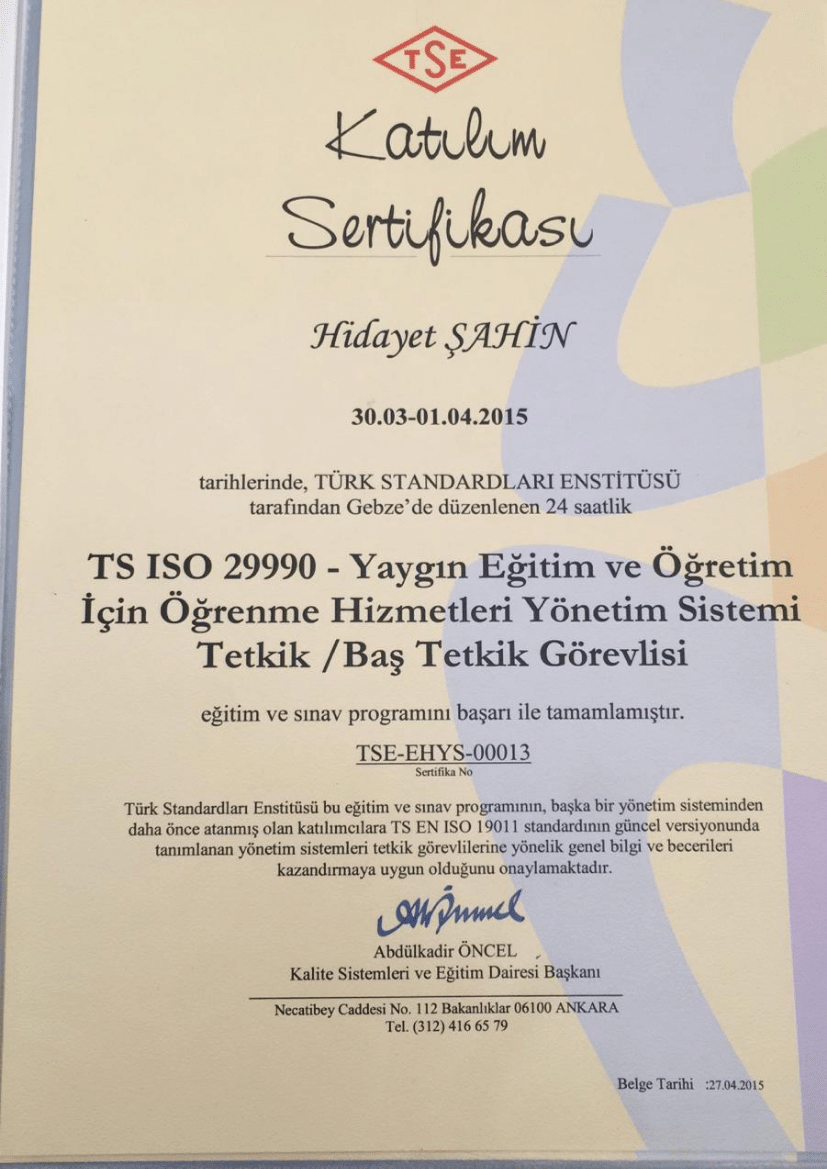 TSE
Katılım
Sertifikası
Hidayet ŞAHİN
30.03-01.04.2015
tarihlerinde, TÜRK STANDARDLARI ENSTİTÜSÜ
tarafından Gebze'de düzenlenen 24 saatlik
TS ISO 29990 - Yaygın Eğitim ve Öğretim
İçin Öğrenme Hizmetleri Yönetim Sistemi
Tetkik /Baş Tetkik Görevlisi
eğitim ve sınav programını başarı ile tamamlamıştır.
TSE-EHYS-00013
Sertifika No
Türk Standardları Enstitüsü bu eğitim ve sınav programının, başka bir yönetim sisteminden
daha önce atanmış olan katılımcılara TS EN ISO 19011 standardının güncel versiyonunda
tanımlanan yönetim sistemleri tetkik görevlilerine yönelik genel bilgi ve becerileri
kazandırmaya uygun olduğunu onaylamaktadır.
Abdülkadir ÖNCEL
Kalite Sistemleri ve Eğitim Dairesi Başkanı
Necatibey Caddesi No. 112 Bakanlıklar 06100 ANKARA
Tel. (312) 416 65 79
Belge Tarihi :27.04.2015